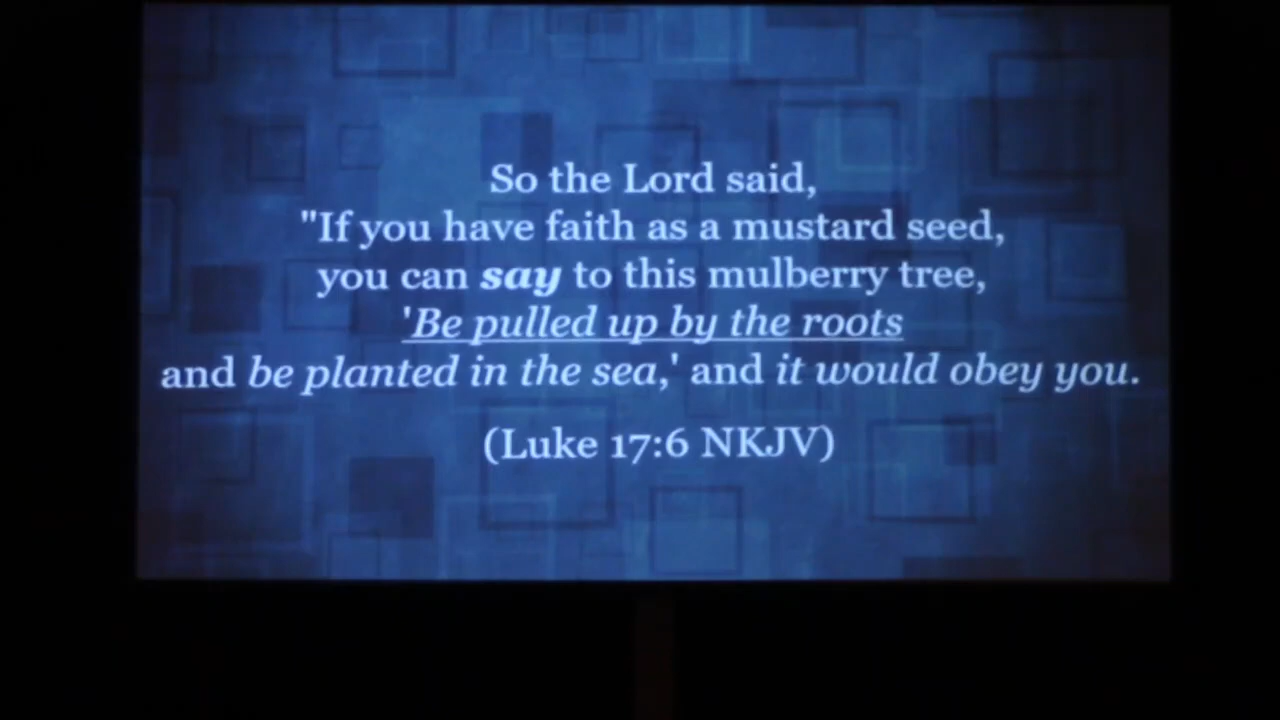 So the Lord said,
"If you have faith as a mustard seed,
you can say to this mulberry tree,
'Be pulled up by the roots
and be planted in the sea,' and it would obey you.
(Luke 17:6 NKJV)